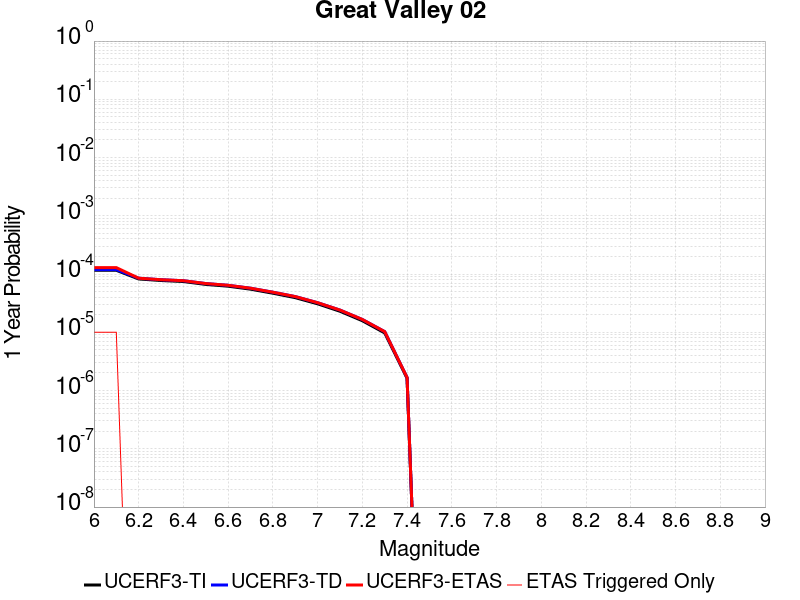 Great Valley 02
1 Year Probability
10^0
10^-1
10^-2
10^-3
10^-4
10^-5
10^-6
10^-7
10^-8
6 6.2 6.4 6.6 6.8 7 7.2 7.4 7.6 7.8 8 8.2 8.4 8.6 8.8 9
Magnitude
UCERF3-TI UCERF3-TD UCERF3-ETAS ETAS Triggered Only